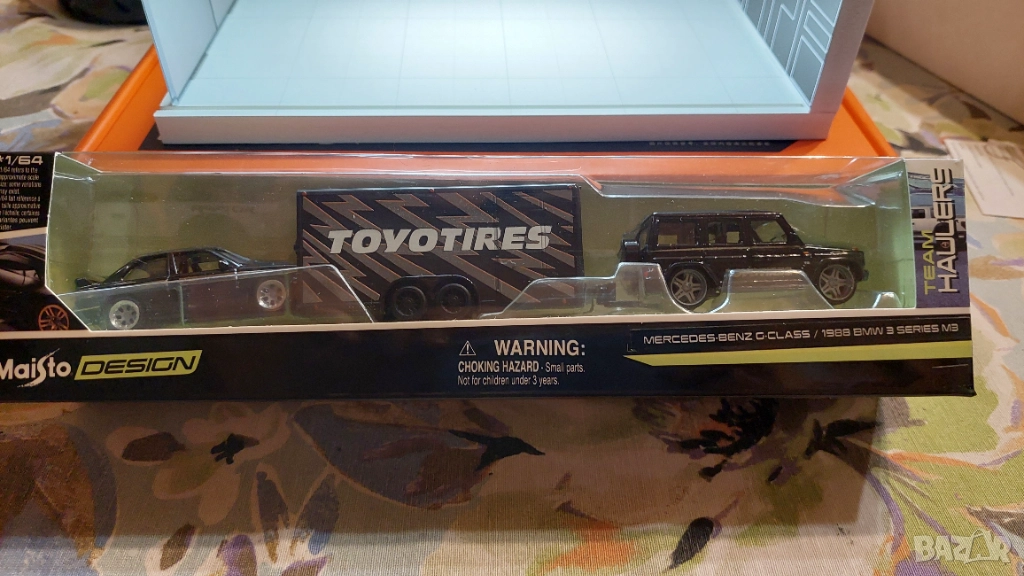 *1/64
TOYOTIRES
TEAM
HAULERS
Maisto DESIGN
WARNING:
CHOKING HAZARD - Small parts.
Not for children under 3 years.
MERCEDES-BENZ G-CLASS / 1988 BMW 3 SERIES M3
BAZAR